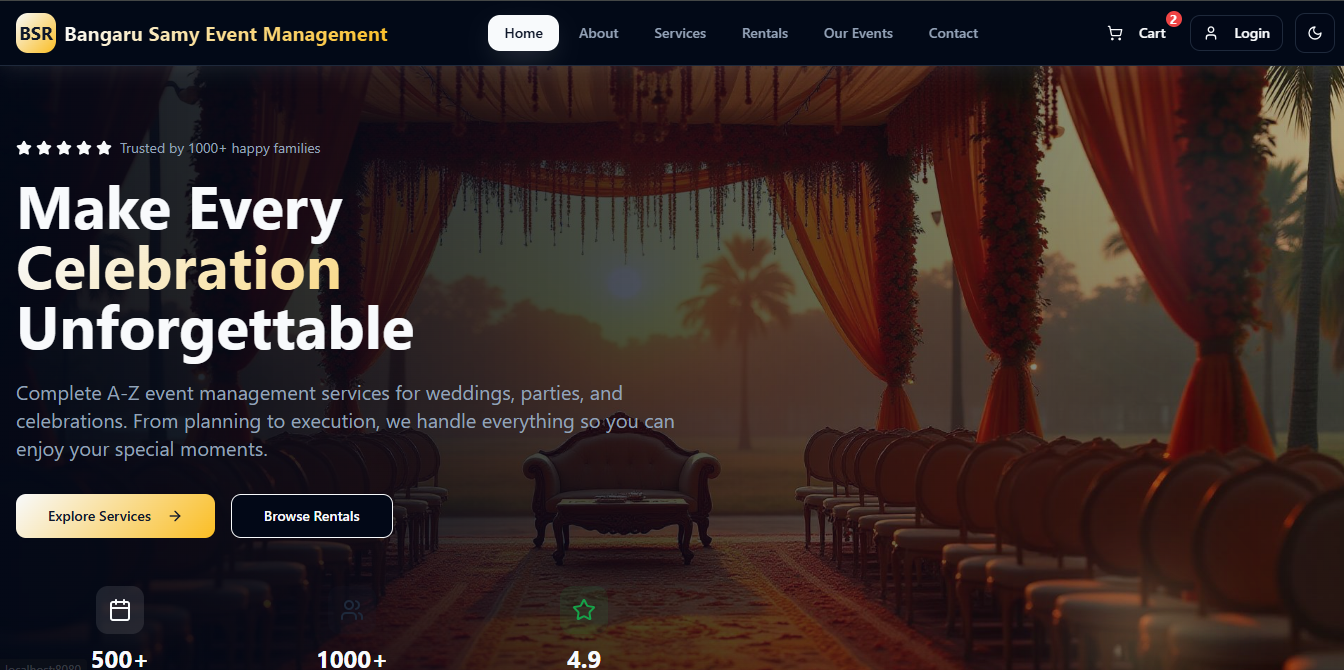 BSR Bangaru Samy Event Management Home About Services Rentals Our Events Contact Cart 2 Login
Trusted by 1000+ happy families
Make Every
Celebration
Unforgettable
Complete A-Z event management services for weddings, parties, and
celebrations. From planning to execution, we handle everything so you can
enjoy your special moments.
Explore Services → Browse Rentals
500+ 1000+ 4.9
localhost:8080